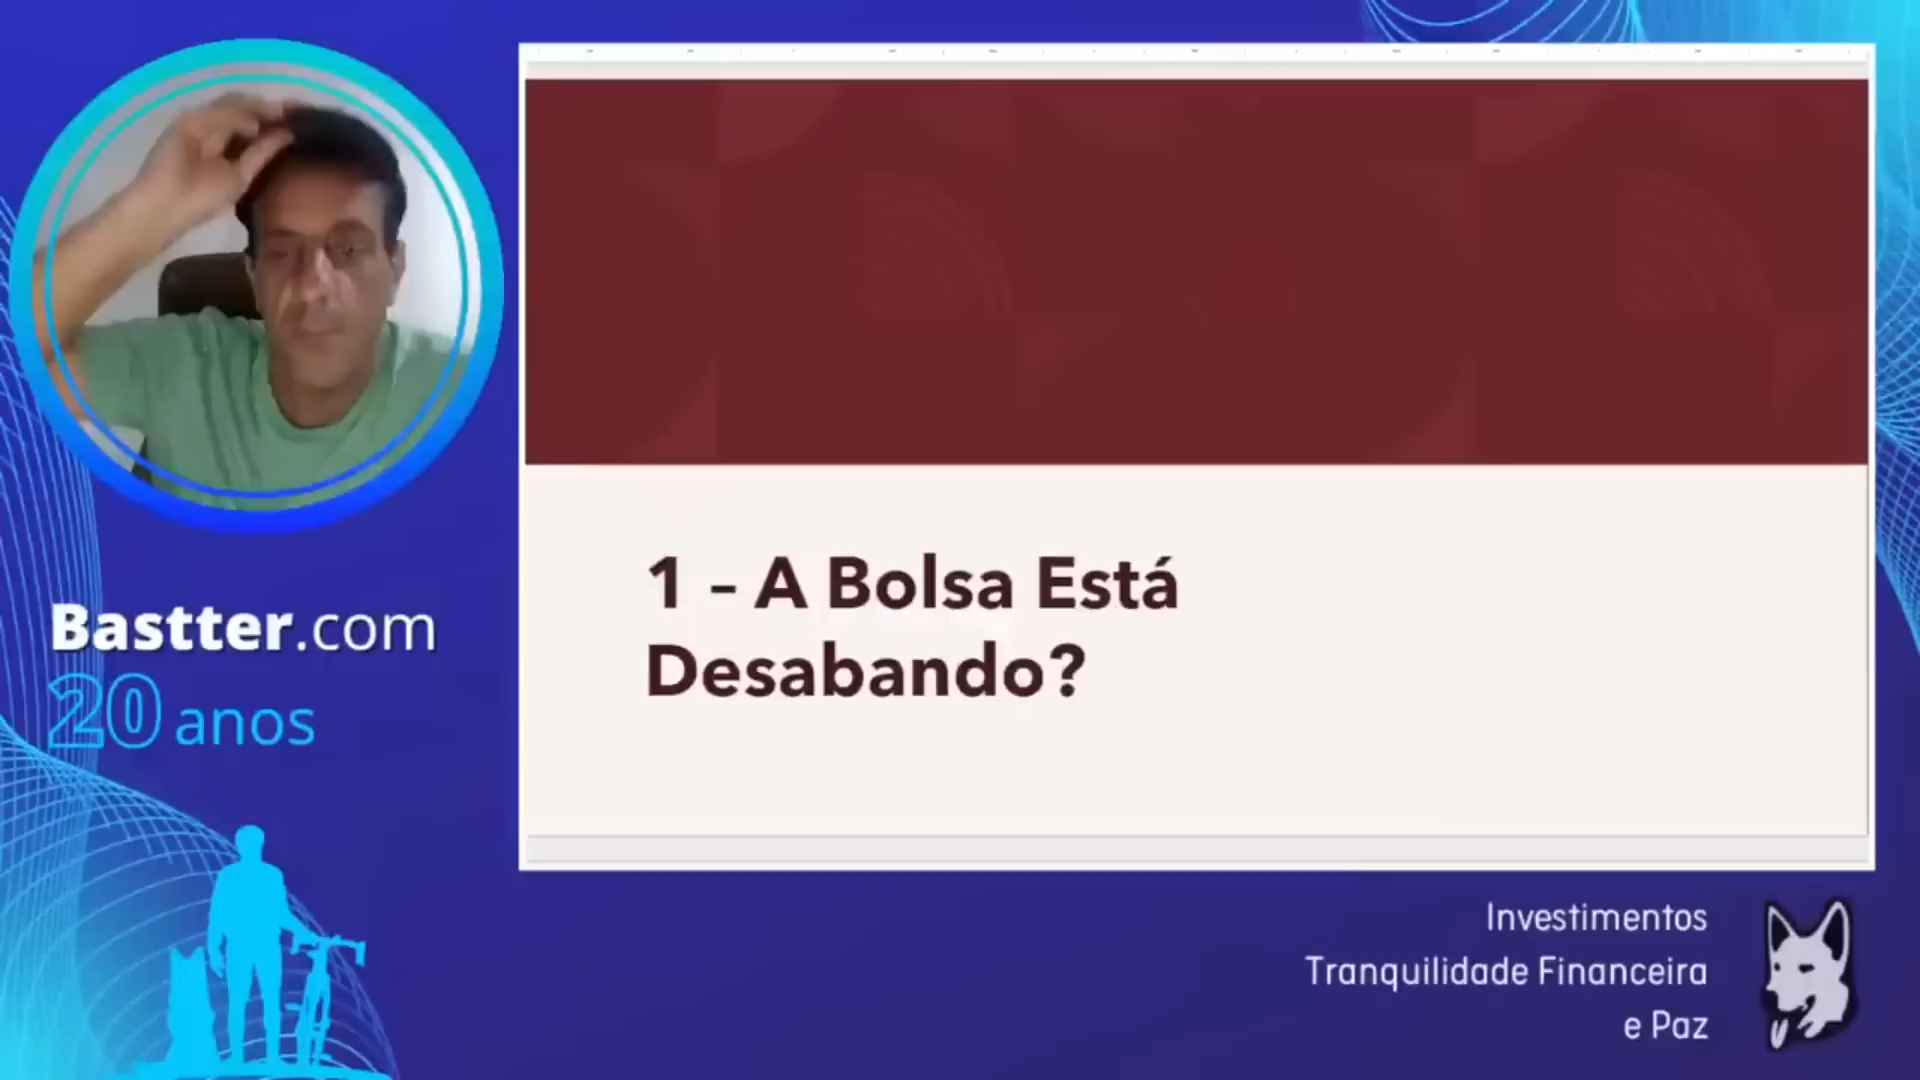 1 – A Bolsa Está
Desabando?
Bastter.com
20 anos
Investimentos
Tranquilidade Financeira
e Paz